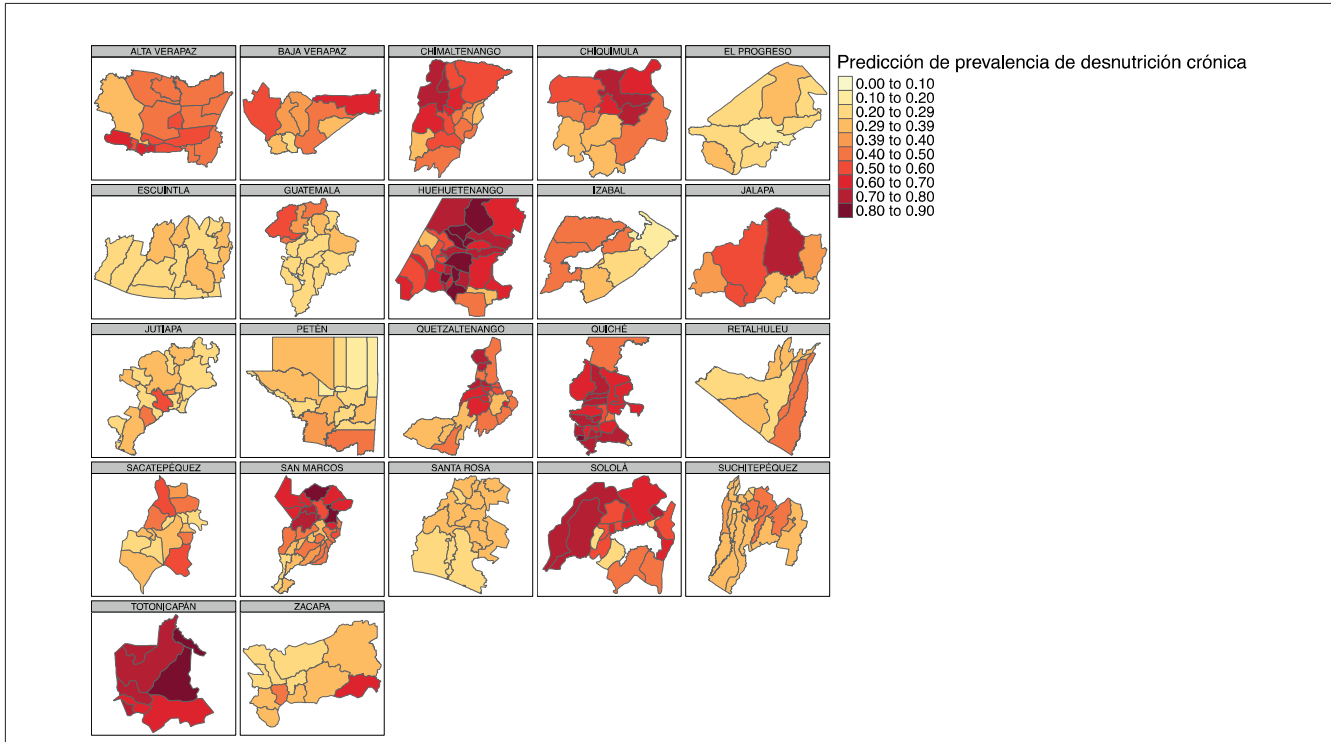 ALTA VERAPAZ
BAJA VERAPAZ
CHIMALTENANGO
CHIQUIMULA
EL PROGRESO
Predicción de prevalencia de desnutrición crónica
0.00 to 0.10
0.10 to 0.20
0.20 to 0.29
0.29 to 0.39
0.39 to 0.40
0.40 to 0.50
0.50 to 0.60
0.60 to 0.70
0.70 to 0.80
0.80 to 0.90
ESCUINTLA
GUATEMALA
HUEHUETENANGO
IZABAL
JALAPA
JUTIAPA
PETÉN
QUETZALTENANGO
QUICHÉ
RETALHULEU
SACATEPÉQUEZ
SAN MARCOS
SANTA ROSA
SOLOLÁ
SUCHITEPÉQUEZ
TOTONICAPÁN
ZACAPA